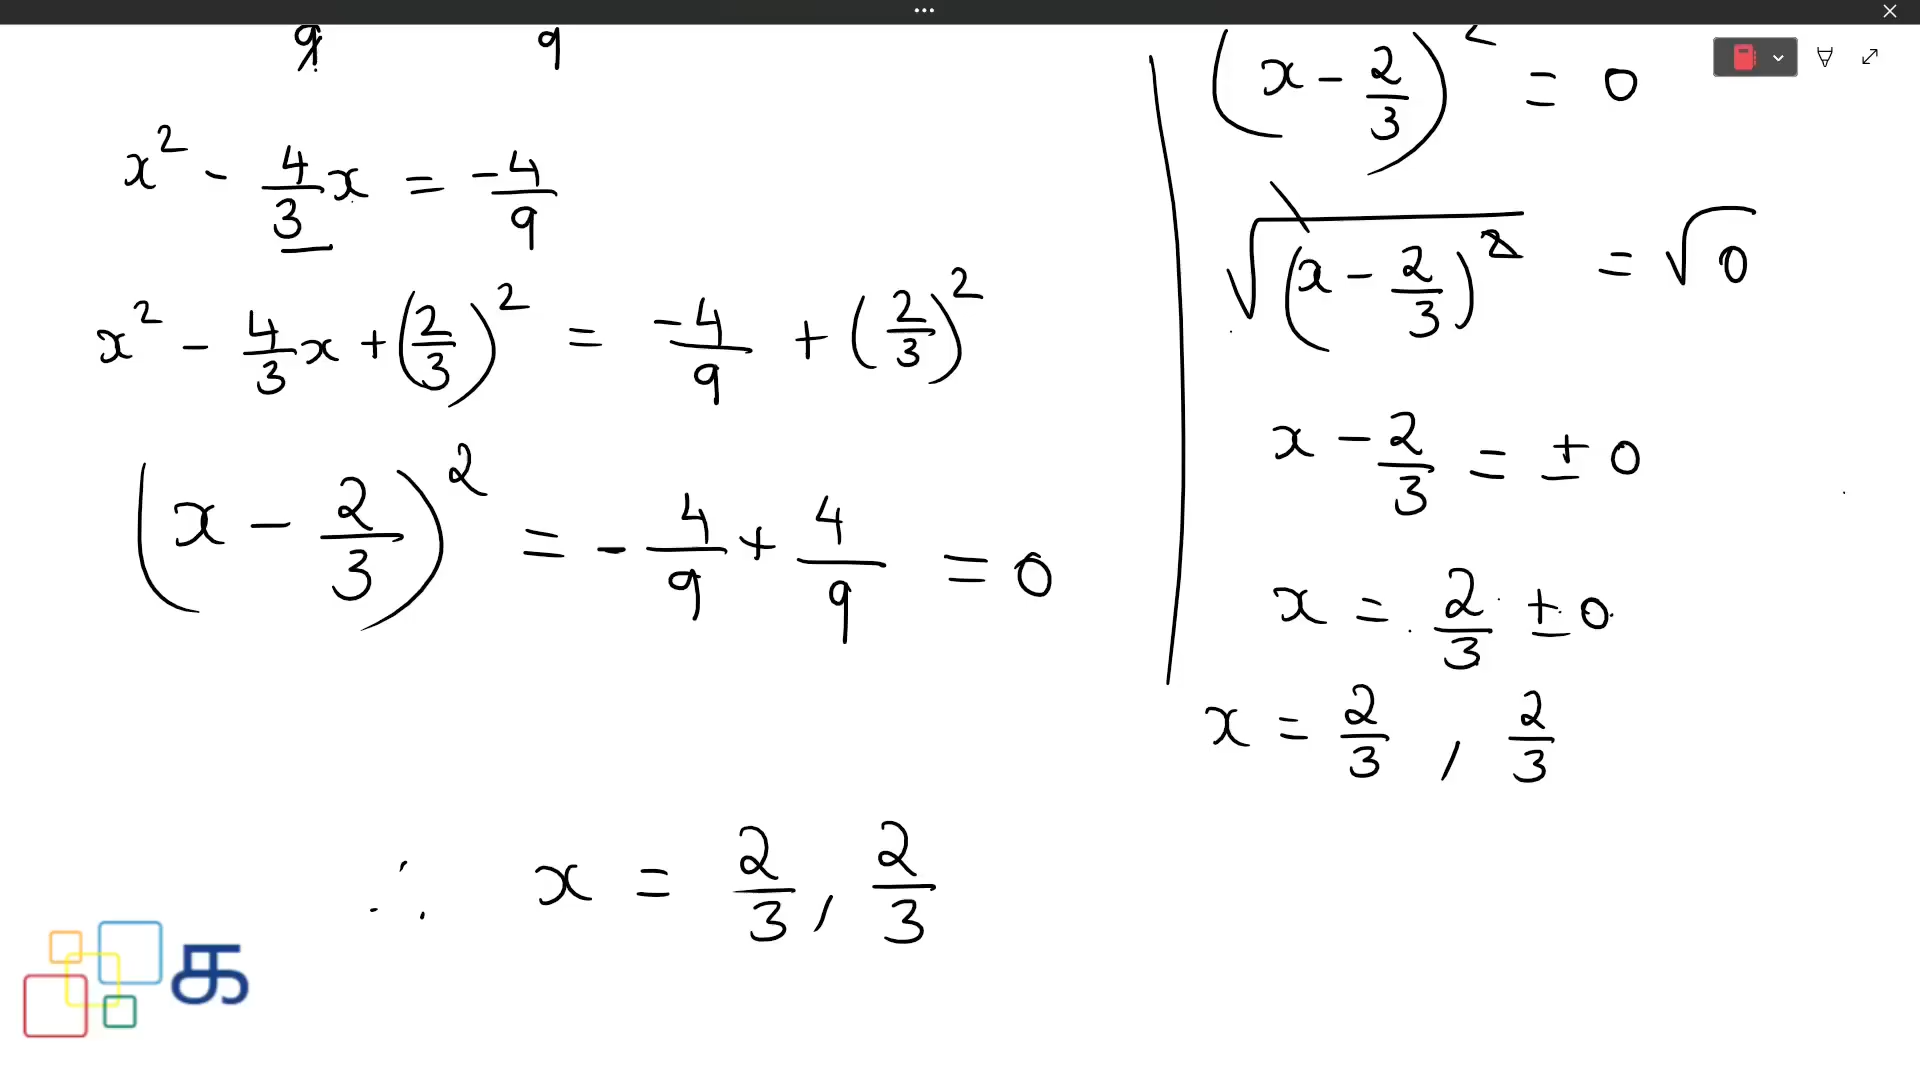 9 9
x² - 4/3 x = -4/9
x² - 4/3 x + (2/3)² = -4/9 + (2/3)²
(x - 2/3)² = - 4/9 + 4/9 = 0
(x - 2/3)² = 0
√(x - 2/3)² = √0
x - 2/3 = ± 0
x = 2/3 ± 0
x = 2/3 , 2/3
∴ x = 2/3 , 2/3
க